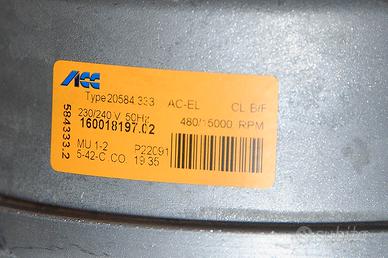 ACC
Type 20584.333 AC-EL CL B/F
230/240 V 50Hz 480/15000 RPM
160018197.02
MU 1-2 P22091
5-42-C CO. 19 35
584333.2
subito